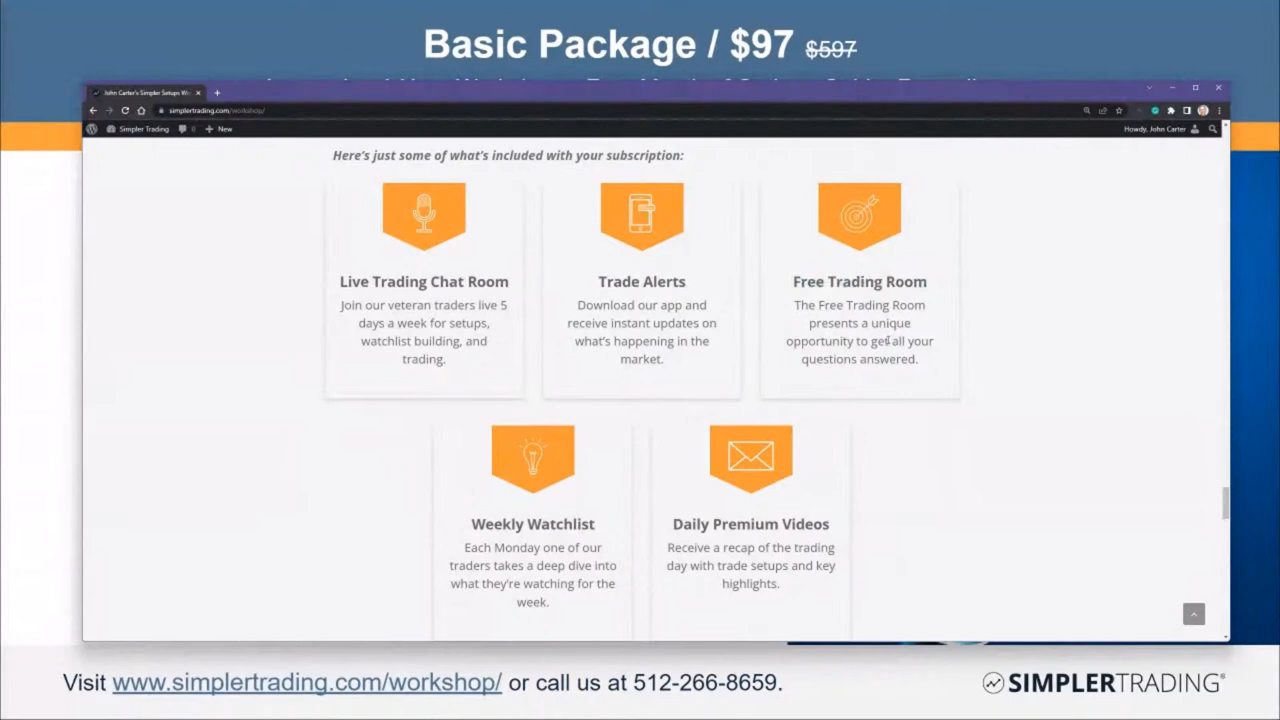 Basic Package / $97 $597
John Carter's Simpler Setups Wo
simplertrading.com/workshop/
Simpler Trading 0 New
Howdy, John Carter
Here's just some of what's included with your subscription:
Live Trading Chat Room
Join our veteran traders live 5
days a week for setups,
watchlist building, and
trading.
Trade Alerts
Download our app and
receive instant updates on
what's happening in the
market.
Free Trading Room
The Free Trading Room
presents a unique
opportunity to get all your
questions answered.
Weekly Watchlist
Each Monday one of our
traders takes a deep dive into
what they're watching for the
week.
Daily Premium Videos
Receive a recap of the trading
day with trade setups and key
highlights.
Visit www.simplertrading.com/workshop/ or call us at 512-266-8659.
SIMPLERTRADING®